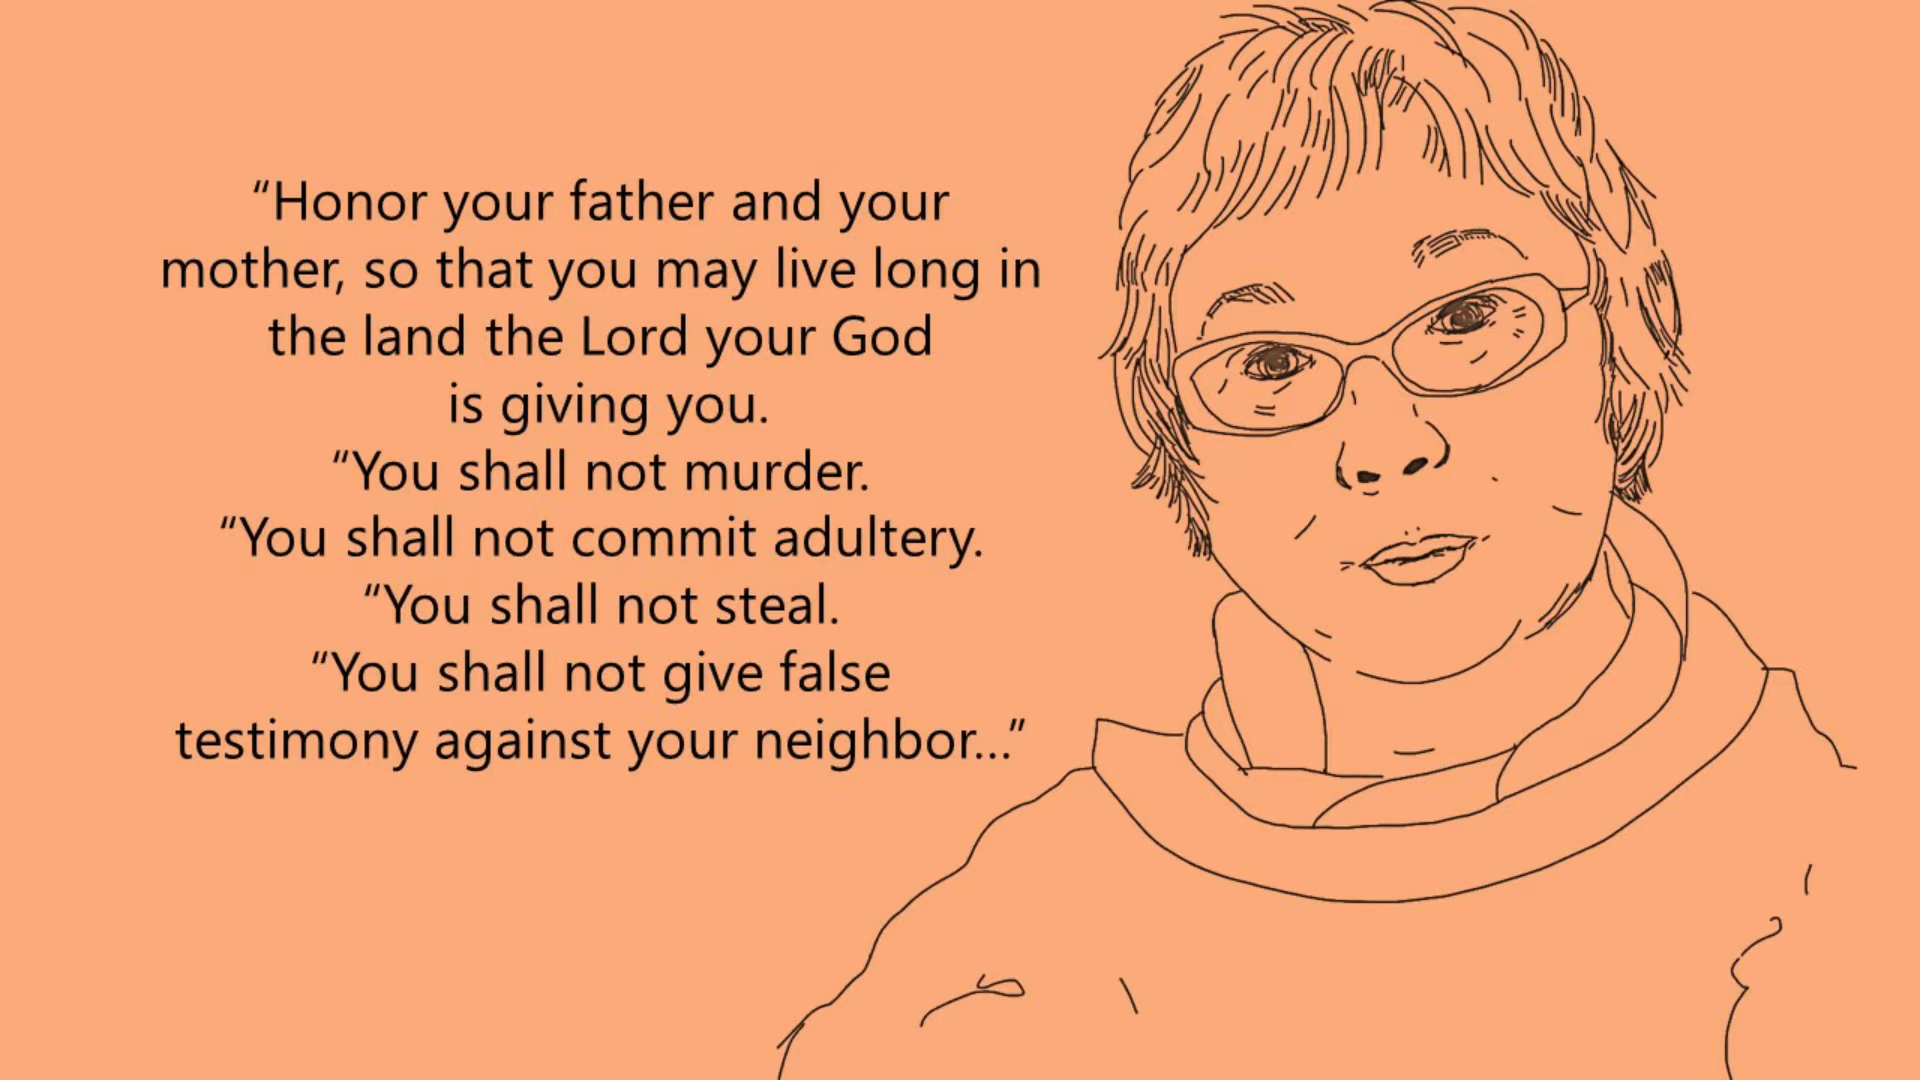 “Honor your father and your
mother, so that you may live long in
the land the Lord your God
is giving you.
“You shall not murder.
“You shall not commit adultery.
“You shall not steal.
“You shall not give false
testimony against your neighbor...”